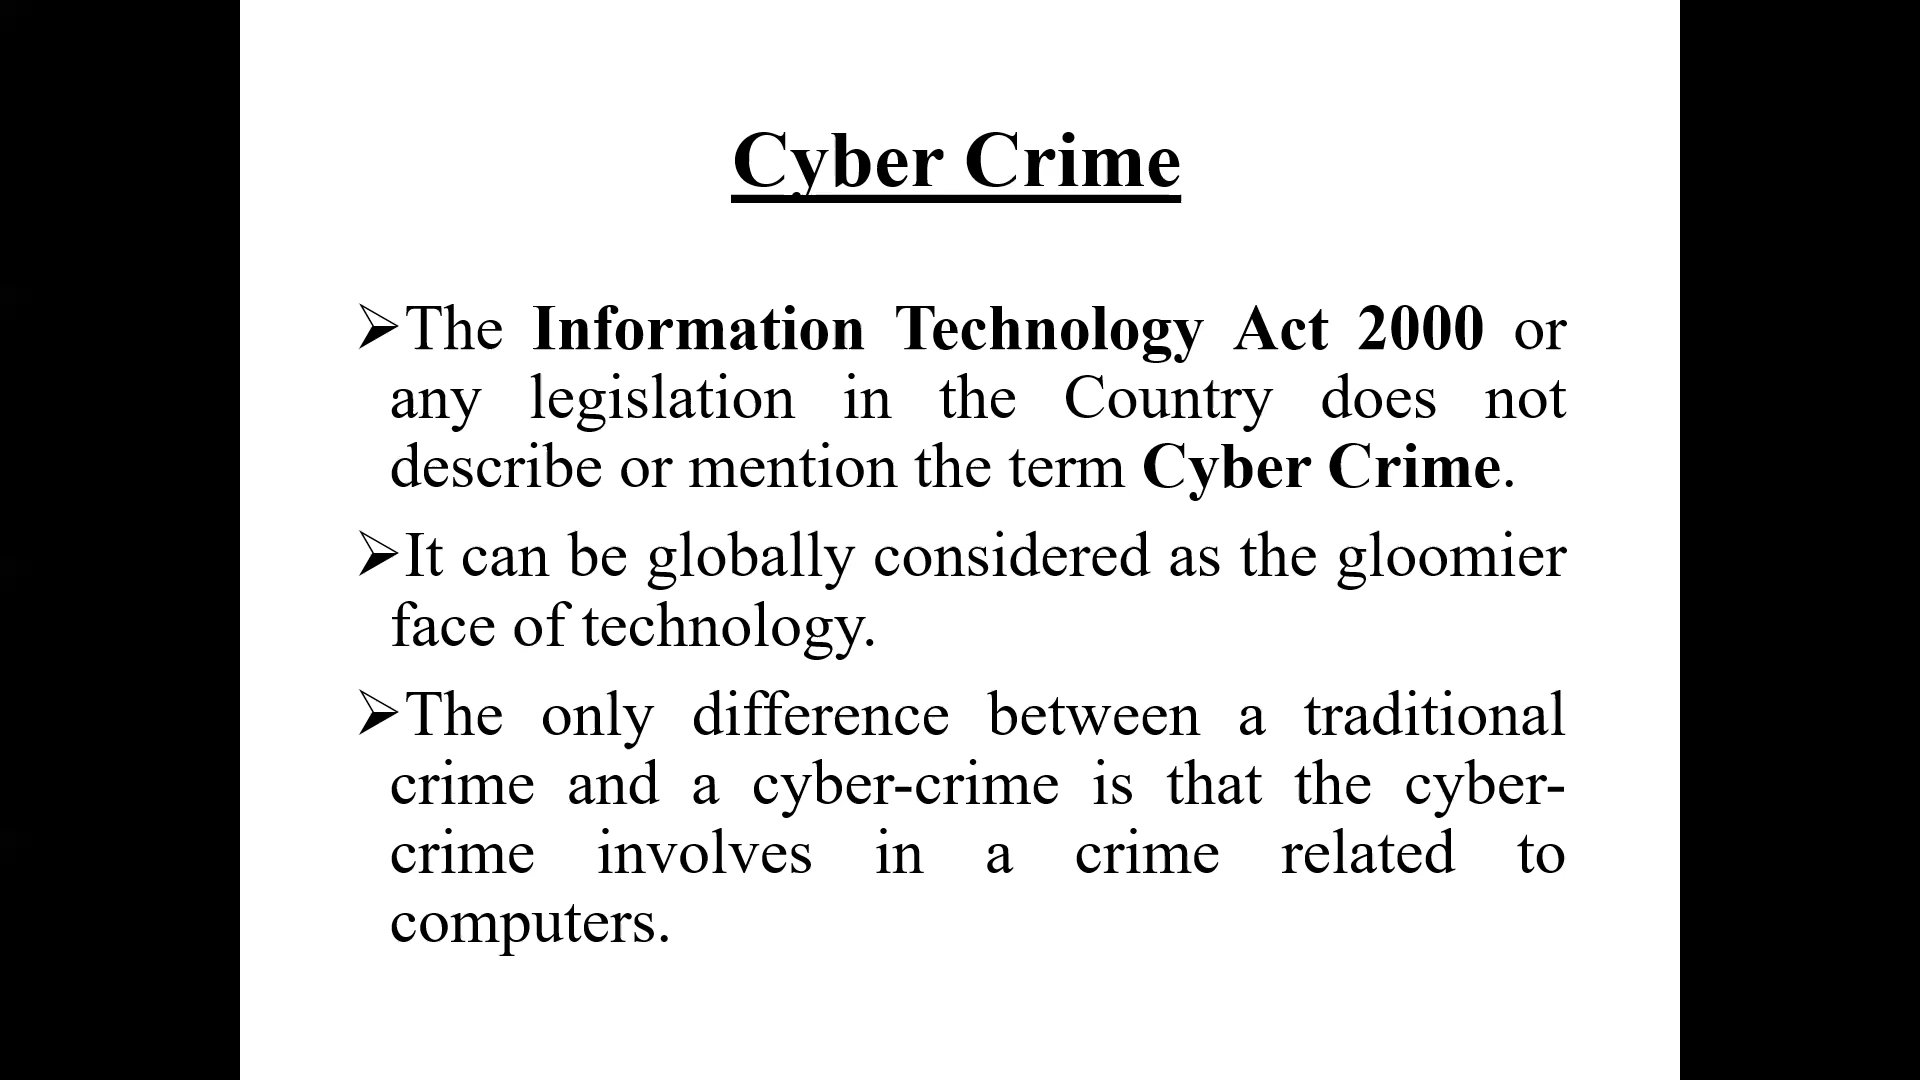 Cyber Crime
➢The Information Technology Act 2000 or
any legislation in the Country does not
describe or mention the term Cyber Crime.
➢It can be globally considered as the gloomier
face of technology.
➢The only difference between a traditional
crime and a cyber-crime is that the cyber-
crime involves in a crime related to
computers.